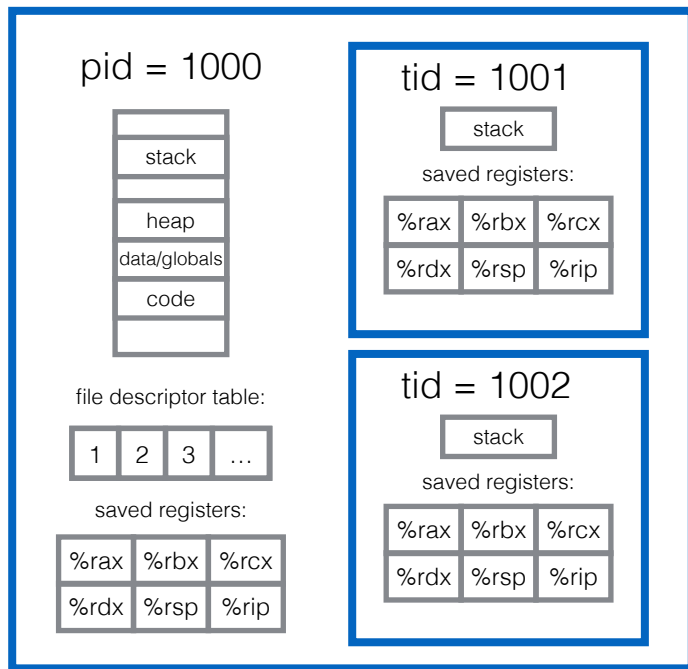 pid = 1000
stack
heap
data/globals
code
file descriptor table:
1 2 3 ...
saved registers:
%rax %rbx %rcx
%rdx %rsp %rip
tid = 1001
stack
saved registers:
%rax %rbx %rcx
%rdx %rsp %rip
tid = 1002
stack
saved registers:
%rax %rbx %rcx
%rdx %rsp %rip